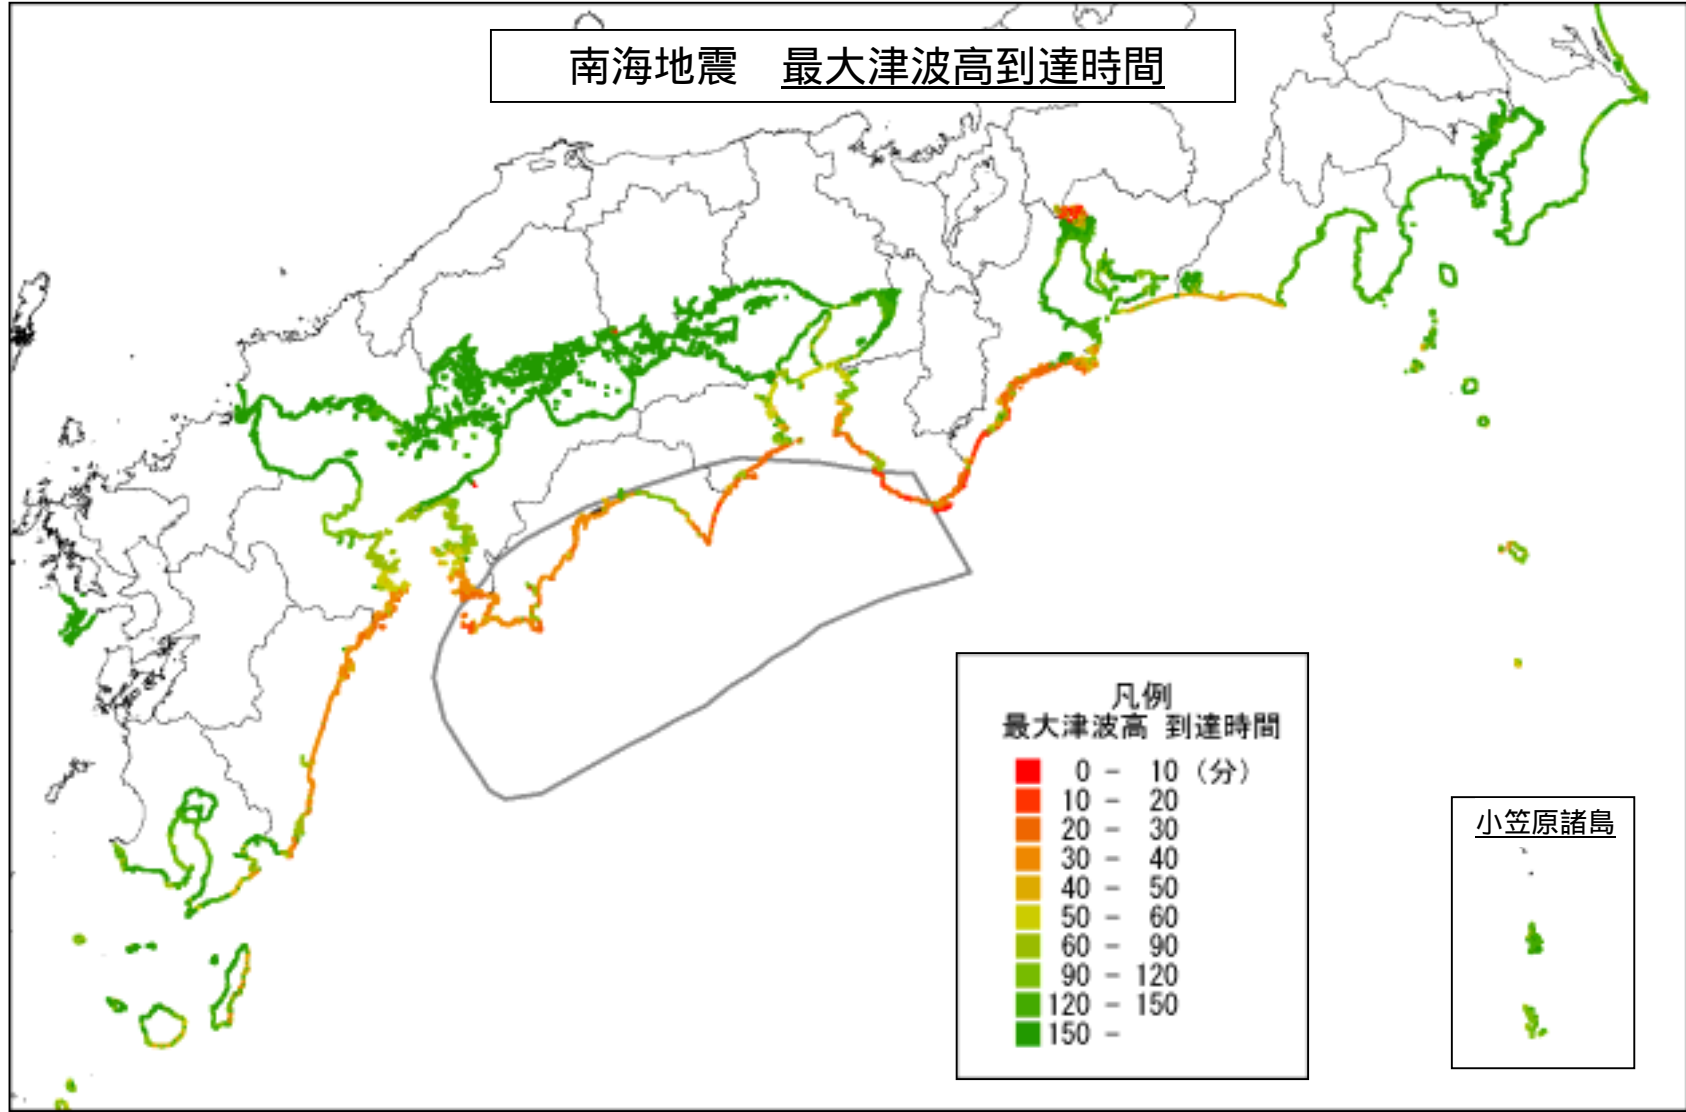 南海地震　最大津波高到達時間
凡例
最大津波高 到達時間
0 － 10（分）
10 － 20
20 － 30
30 － 40
40 － 50
50 － 60
60 － 90
90 － 120
120 － 150
150 －
小笠原諸島